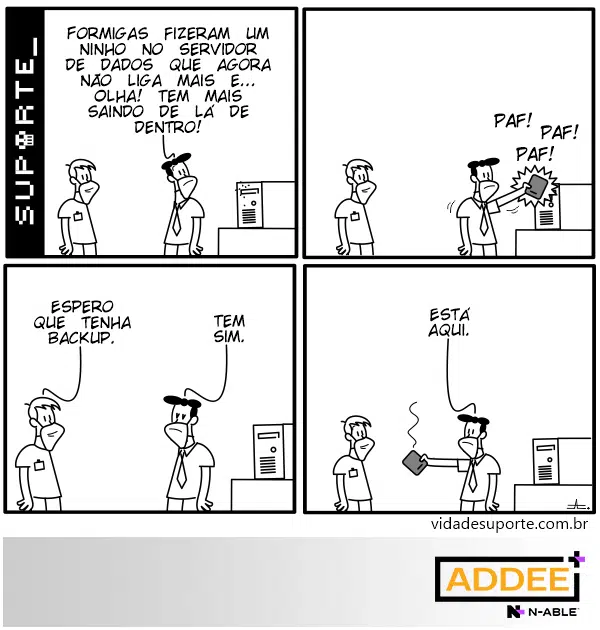 SUPORTE_
FORMIGAS FIZERAM UM
NINHO NO SERVIDOR
DE DADOS QUE AGORA
NÃO LIGA MAIS E...
OLHA! TEM MAIS
SAINDO DE LÁ DE
DENTRO!
PAF!
PAF!
PAF!
ESPERO
QUE TENHA
BACKUP.
TEM
SIM.
ESTÁ
AQUI.
vidadesuporte.com.br
ADDEE
N-ABLE